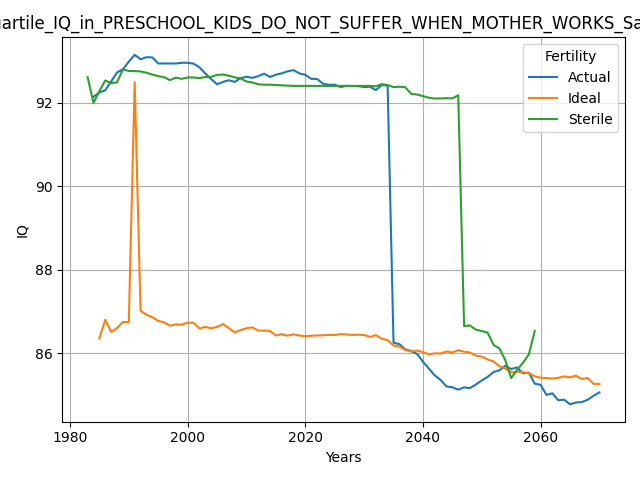 artile_IQ_in_PRESCHOOL_KIDS_DO_NOT_SUFFER_WHEN_MOTHER_WORKS_Sa
Fertility
Actual
Ideal
Sterile
92
90
88
86
IQ
1980
2000
2020
2040
2060
Years